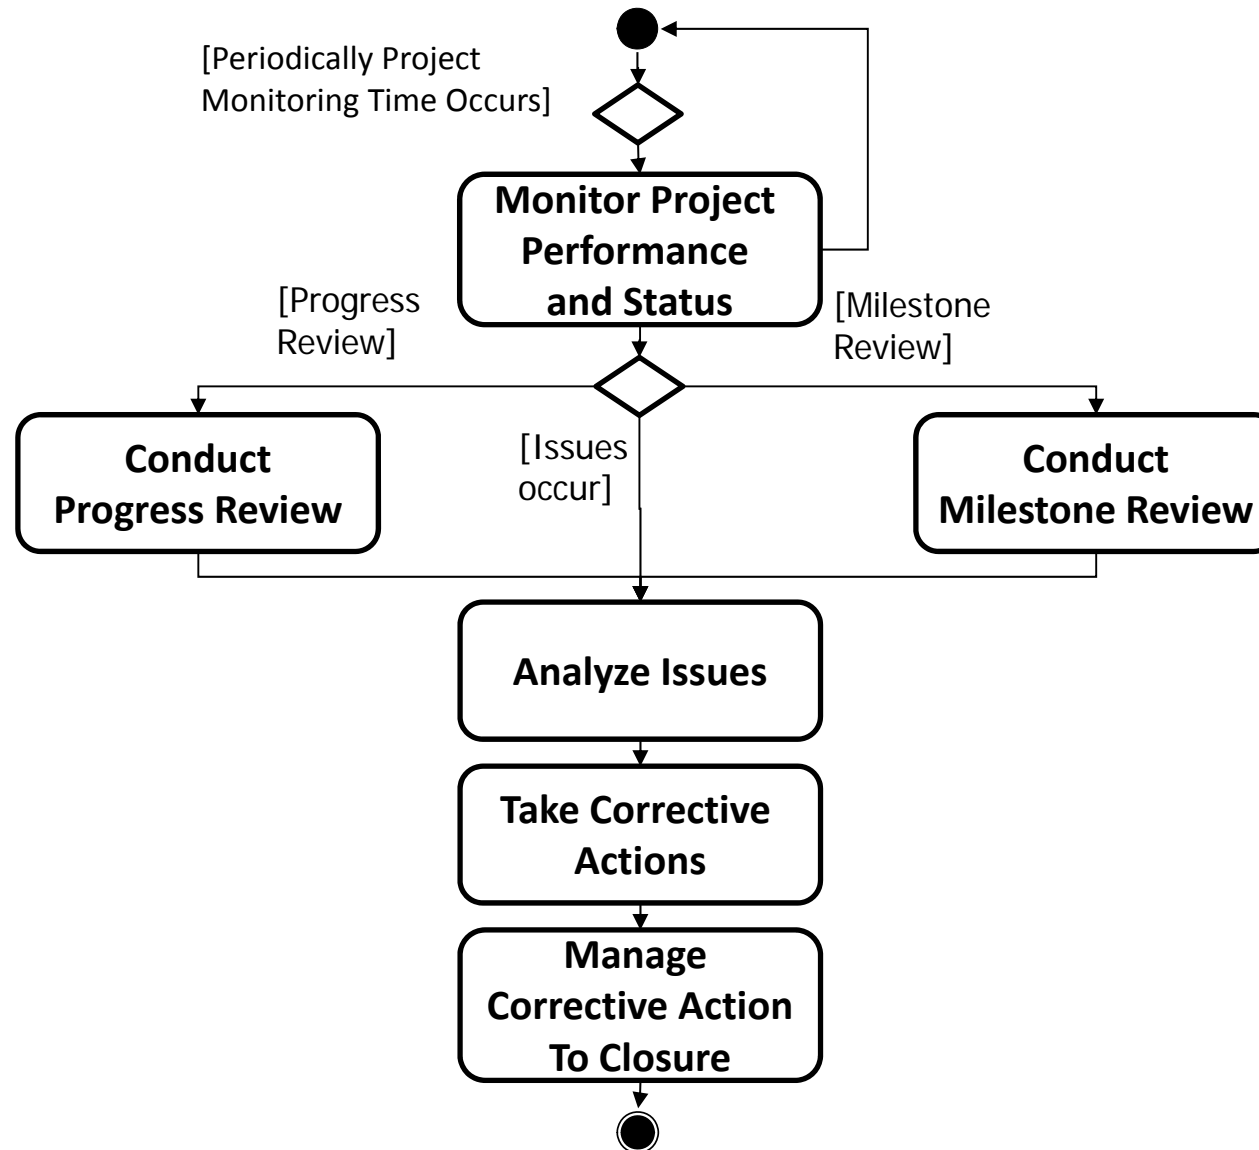 [Periodically Project
Monitoring Time Occurs]
Monitor Project
Performance
and Status
[Progress
Review]
[Milestone
Review]
Conduct
Progress Review
[Issues
occur]
Conduct
Milestone Review
Analyze Issues
Take Corrective
Actions
Manage
Corrective Action
To Closure